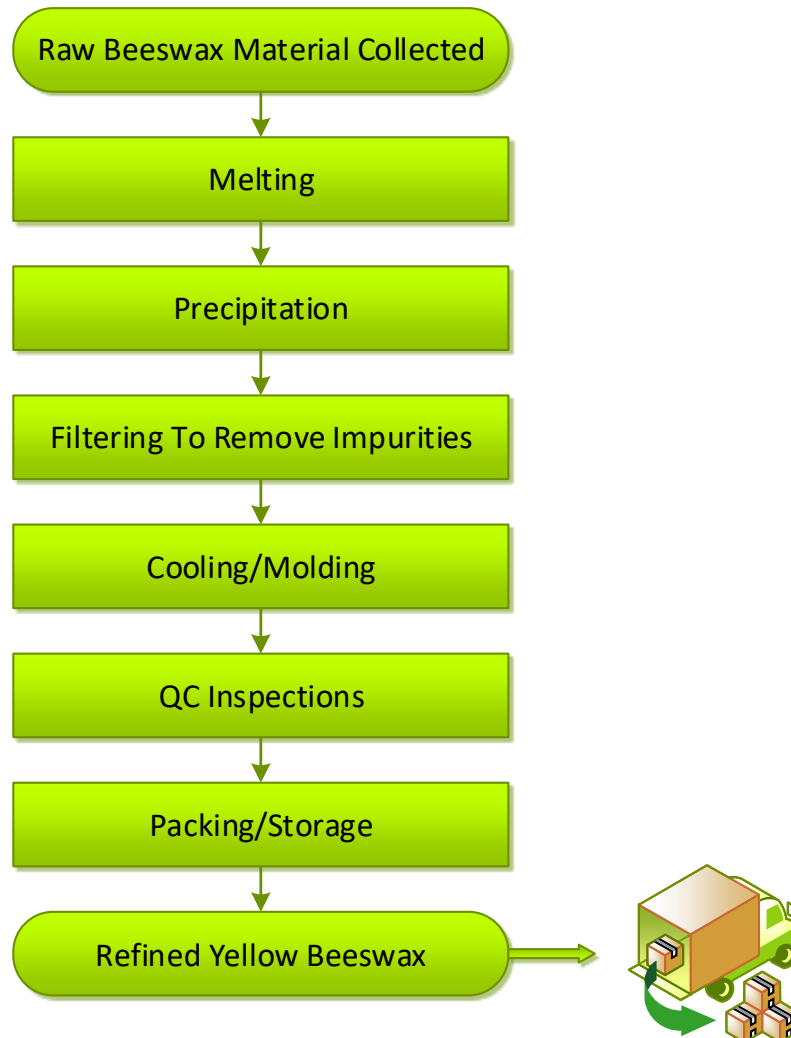 Raw Beeswax Material Collected
Melting
Precipitation
Filtering To Remove Impurities
Cooling/Molding
QC Inspections
Packing/Storage
Refined Yellow Beeswax